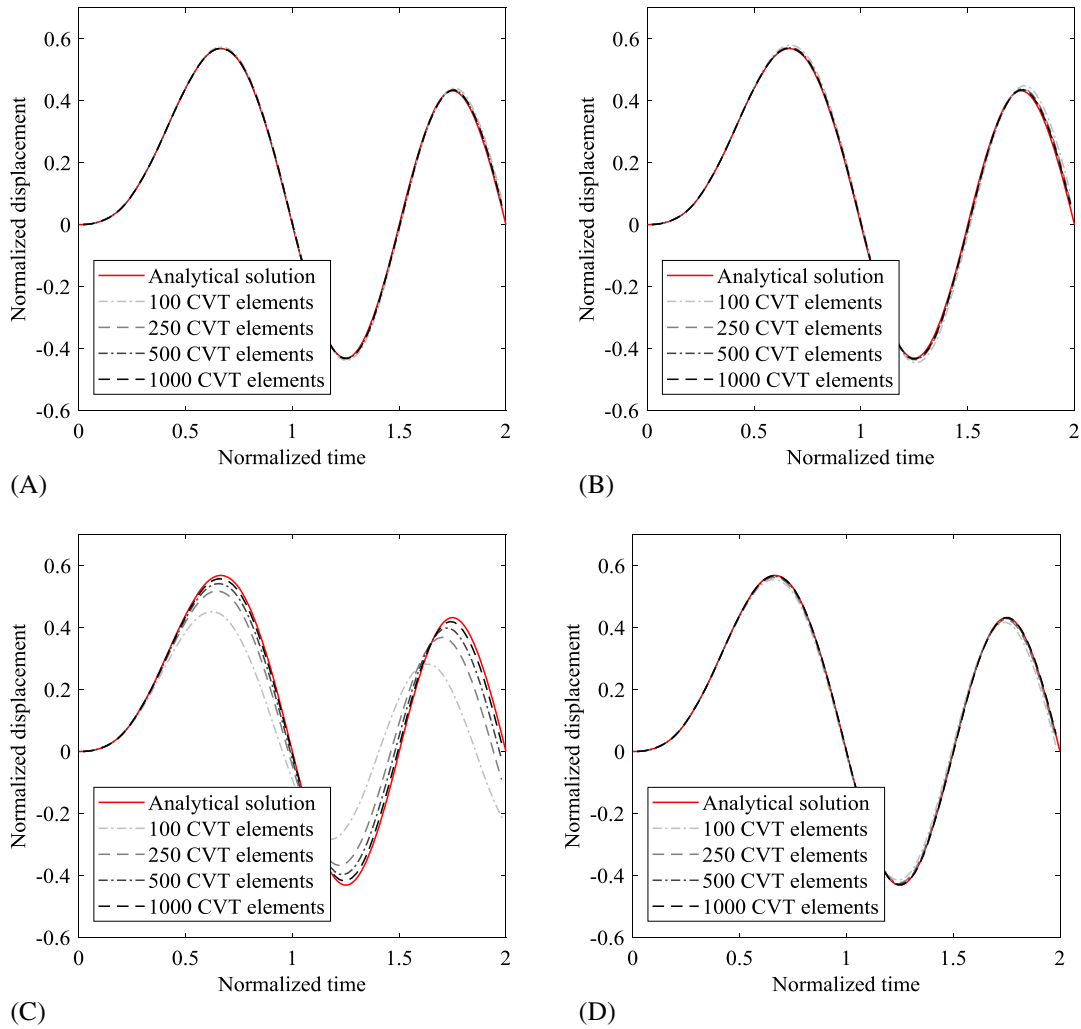 0.6
0.4
0.2
0
-0.2
-0.4
-0.6
Normalized displacement
Analytical solution
100 CVT elements
250 CVT elements
500 CVT elements
1000 CVT elements
0 0.5 1 1.5 2
Normalized time
(A)
0.6
0.4
0.2
0
-0.2
-0.4
-0.6
Normalized displacement
Analytical solution
100 CVT elements
250 CVT elements
500 CVT elements
1000 CVT elements
0 0.5 1 1.5 2
Normalized time
(B)
0.6
0.4
0.2
0
-0.2
-0.4
-0.6
Normalized displacement
Analytical solution
100 CVT elements
250 CVT elements
500 CVT elements
1000 CVT elements
0 0.5 1 1.5 2
Normalized time
(C)
0.6
0.4
0.2
0
-0.2
-0.4
-0.6
Normalized displacement
Analytical solution
100 CVT elements
250 CVT elements
500 CVT elements
1000 CVT elements
0 0.5 1 1.5 2
Normalized time
(D)